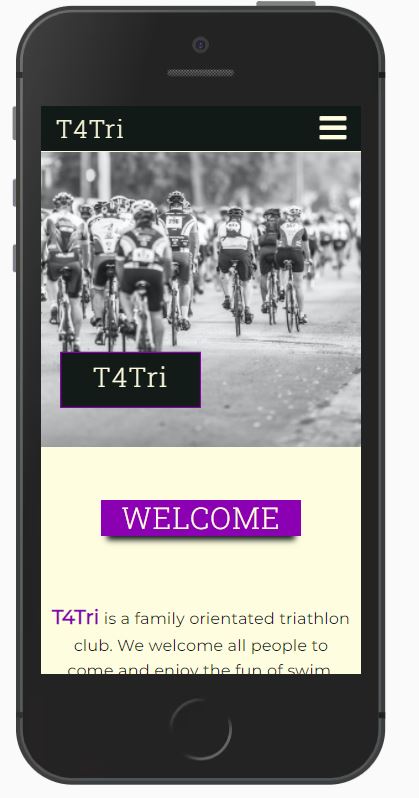 T4Tri
T4Tri
WELCOME
T4Tri is a family orientated triathlon
club. We welcome all people to
come and enjoy the fun of swim,